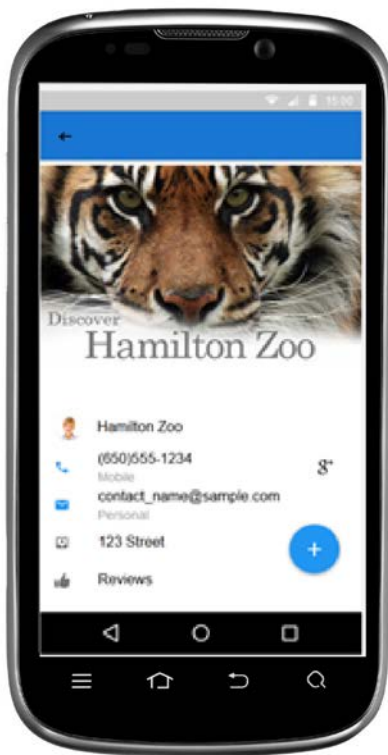 15:00
Discover
Hamilton Zoo
Hamilton Zoo
(650)555-1234
Mobile
g+
contact_name@sample.com
Personal
123 Street
Reviews